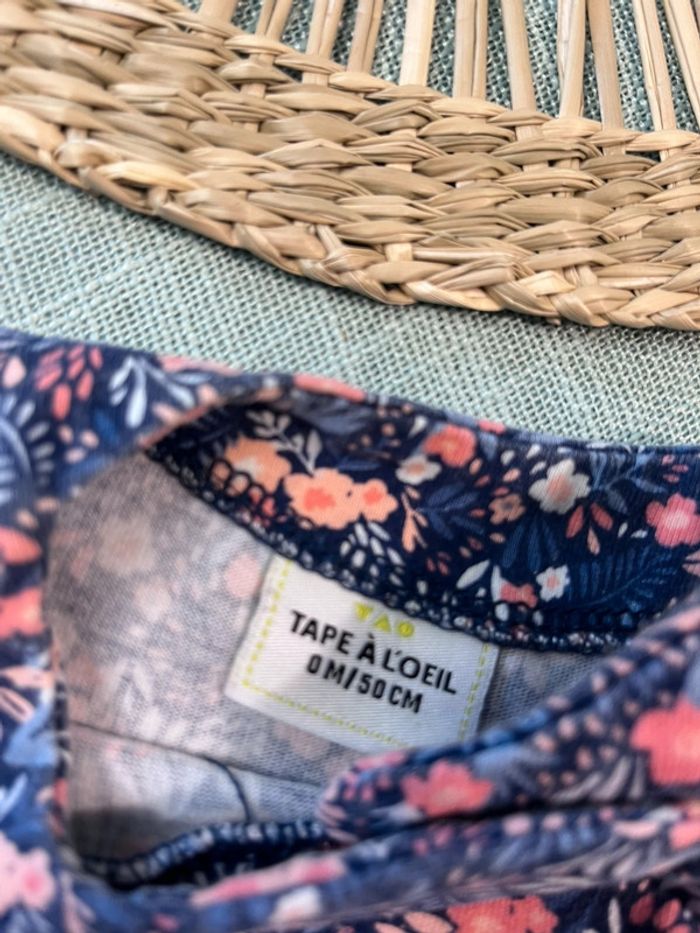 TAO
TAPE À L'OEIL
0M/50CM